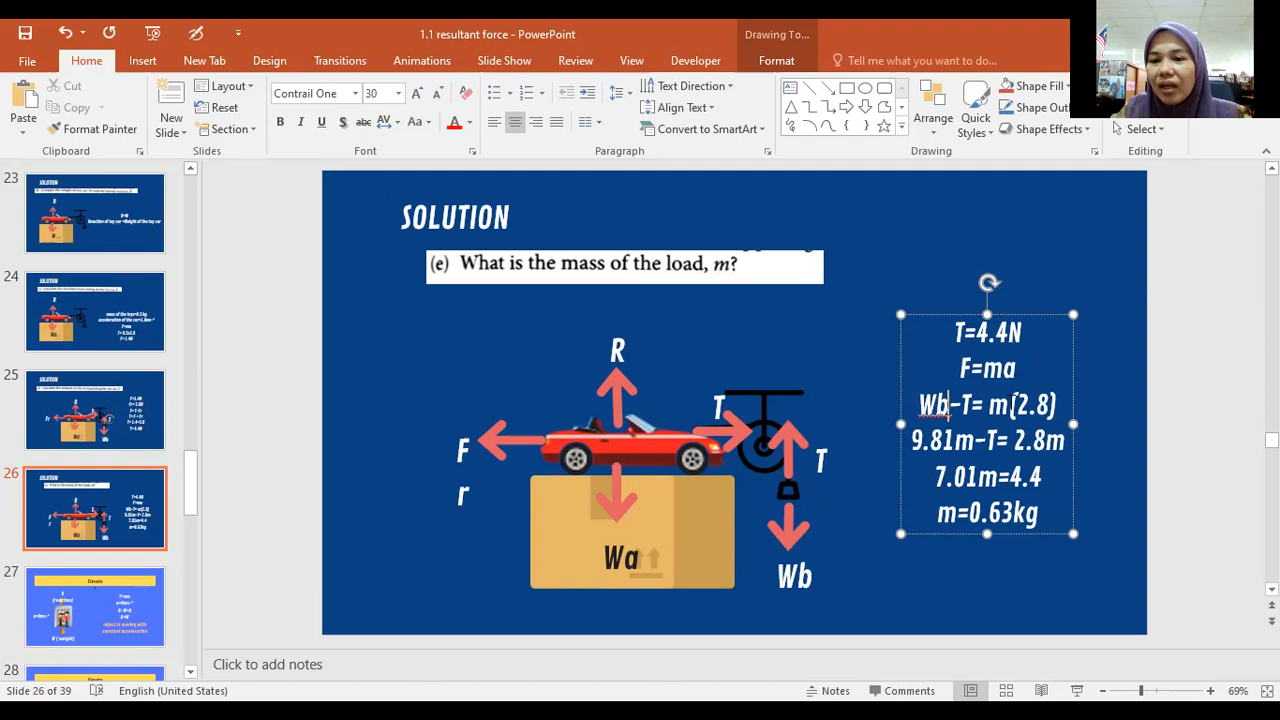 1.1 resultant force - PowerPoint
Drawing To...
File
Home
Insert
New Tab
Design
Transitions
Animations
Slide Show
Review
View
Developer
Format
Tell me what you want to do...
Paste
Cut
Copy
Format Painter
Clipboard
New Slide
Layout
Reset
Section
Slides
Contrail One
30
B I U S abc AV Aa A
Font
Text Direction
Align Text
Convert to SmartArt
Paragraph
Arrange
Quick Styles
Shape Fill
Shape Outl
Shape Effects
Drawing
Select
Editing
23
24
25
26
27
28
SOLUTION
(e) What is the mass of the load, m?
R
T
F
r
T
Wa
Wb
T=4.4N
F=ma
Wb-T= m(2.8)
9.81m-T= 2.8m
7.01m=4.4
m=0.63kg
Click to add notes
Slide 26 of 39
English (United States)
Notes
Comments
69%